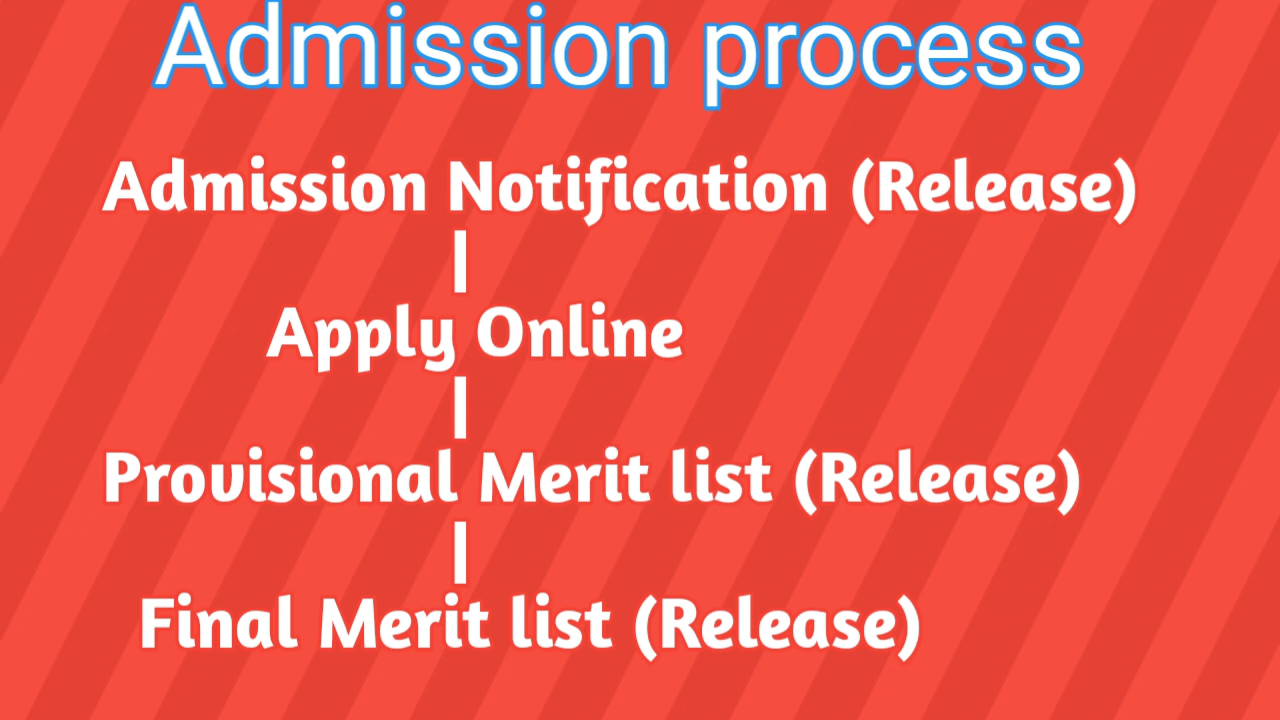 Admission process
Admission Notification (Release)
|
Apply Online
|
Provisional Merit list (Release)
|
Final Merit list (Release)